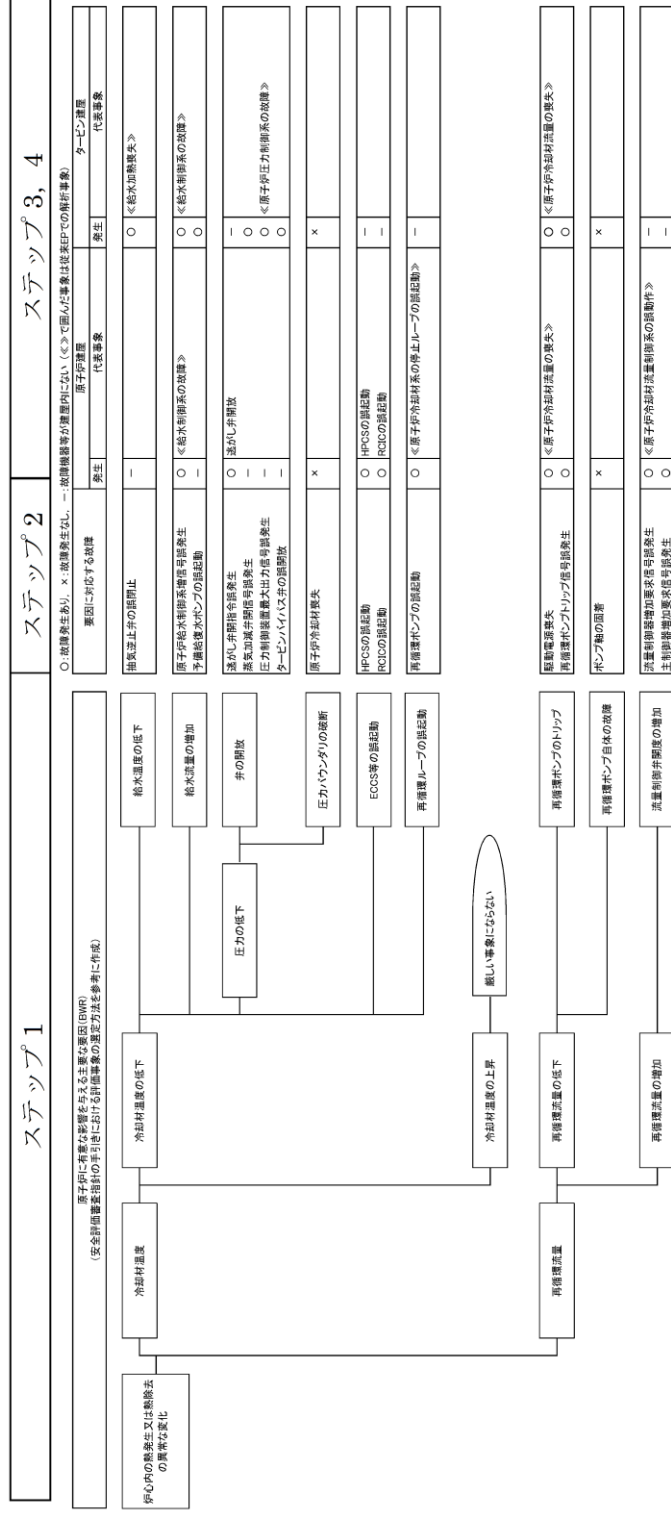 ステップ1
ステップ2
ステップ3, 4
原子炉に有意な影響を与える主要な要因(BWR)
(安全評価審査指針の手引きにおける評価事象の選定方法を参考に作成)
○:故障発生あり, ×:故障発生なし, -:故障機器等が建屋内にない(≪≫で囲んだ事象は従来EPでの解析事象)
要因に対応する故障
原子炉建屋
タービン建屋
発生
代表事象
発生
代表事象
炉心内の熱発生又は熱除去
の異常な変化
冷却材温度
冷却材温度の低下
給水温度の低下
抽気逆止弁の誤閉止
-
○
≪給水加熱喪失≫
給水流量の増加
原子炉給水制御系増信号誤発生
○
≪給水制御系の故障≫
○
≪給水制御系の故障≫
予備給復水ポンプの誤起動
-
○
圧力の低下
弁の開放
逃がし弁開指令誤発生
○
逃がし弁開放
-
蒸気加減弁開信号誤発生
-
○
圧力制御装置最大出力信号誤発生
-
○
≪原子炉圧力制御系の故障≫
タービンバイパス弁の誤開放
-
○
圧力バウンダリの破断
原子炉冷却材喪失
×
×
ECCS等の誤起動
HPCSの誤起動
○
HPCSの誤起動
-
RCICの誤起動
○
RCICの誤起動
-
再循環ループの誤起動
再循環ポンプの誤起動
○
≪原子炉冷却材系の停止ループの誤起動≫
-
冷却材温度の上昇
厳しい事象にならない
再循環流量
再循環流量の低下
再循環ポンプのトリップ
駆動電源喪失
○
≪原子炉冷却材流量の喪失≫
○
≪原子炉冷却材流量の喪失≫
再循環ポンプトリップ信号誤発生
○
○
再循環ポンプ自体の故障
ポンプ軸の固着
×
×
再循環流量の増加
流量制御弁開度の増加
流量制御器増加要求信号誤発生
○
≪原子炉冷却材流量制御系の誤動作≫
-
主制御器増加要求信号誤発生
○
-